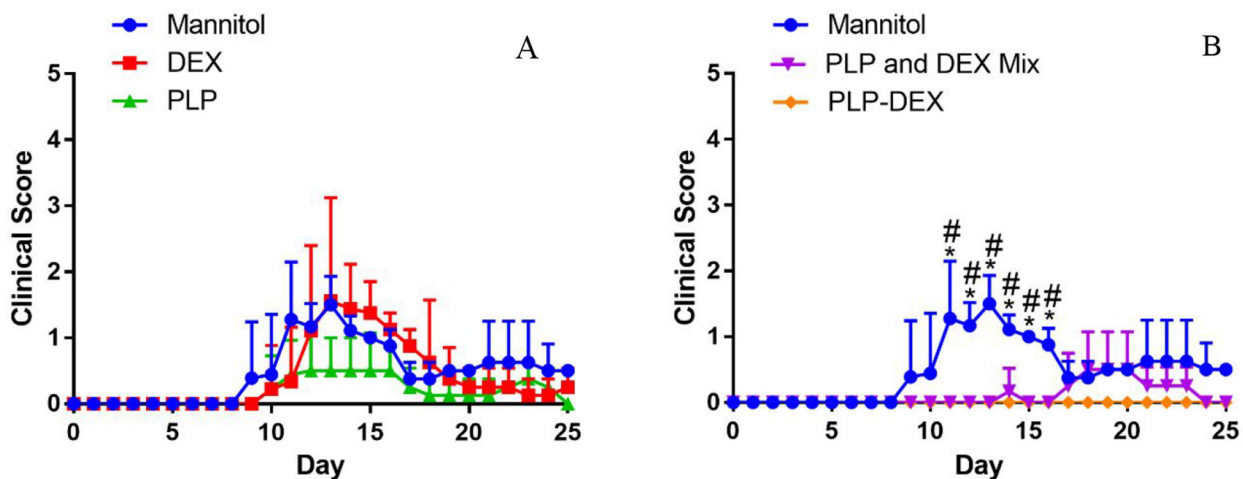 Mannitol
DEX
PLP
A
5
4
3
2
1
0
Clinical Score
0 5 10 15 20 25
Day
Mannitol
PLP and DEX Mix
PLP-DEX
B
5
4
3
2
1
0
Clinical Score
# # # # # #
* * * * * *
0 5 10 15 20 25
Day